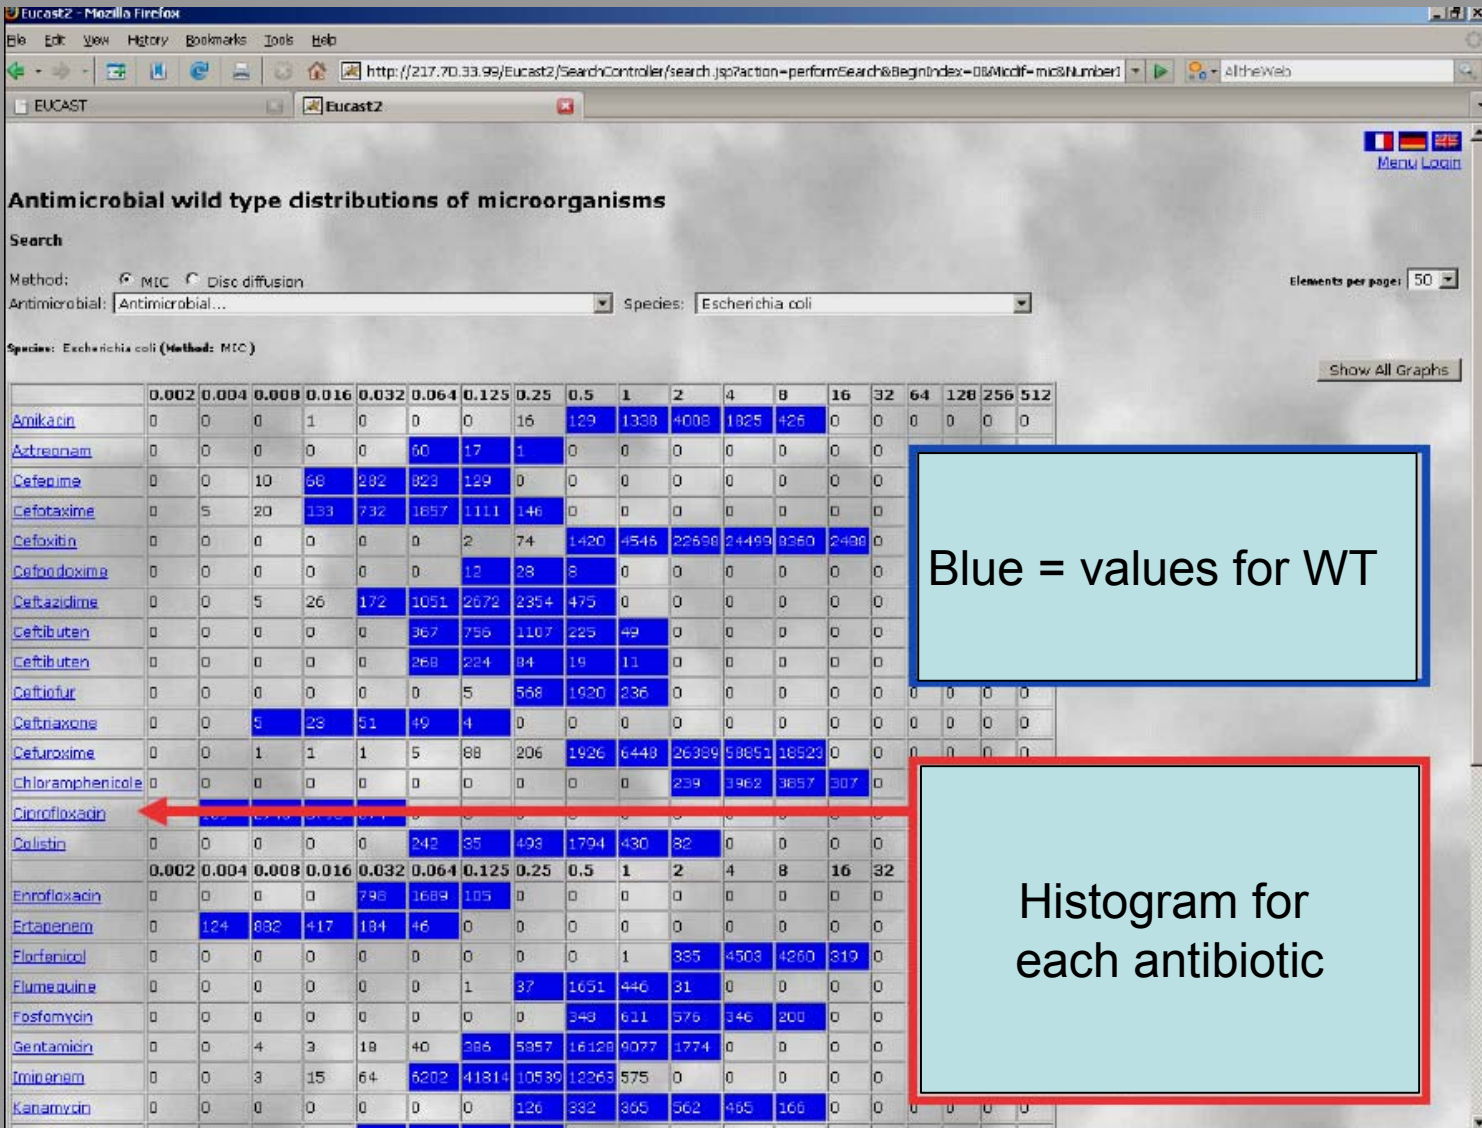 Eucast2 - Mozilla Firefox
File Edit View History Bookmarks Tools Help
http://217.70.33.99/Eucast2/SearchController/search.jsp?action=performSearch&BeginIndex=0&Micdif=mic&Number AltheWeb
EUCAST Eucast2
Menu Login
Antimicrobial wild type distributions of microorganisms
Search
Method: MIC Disc diffusion
Elements per page: 50
Antimicrobial: Antimicrobial... Species: Escherichia coli
Species: Escherichia coli (Method: MIC)
Show All Graphs
0.002 0.004 0.008 0.016 0.032 0.064 0.125 0.25 0.5 1 2 4 8 16 32 64 128 256 512
Amikacin 0 0 0 1 0 0 0 16 129 1338 4008 1825 426 0 0 0 0 0 0
Aztreonam 0 0 0 0 0 60 17 1 0 0 0 0 0 0 0
Cefepime 0 0 10 68 282 823 129 0 0 0 0 0 0 0 0
Cefotaxime 0 5 20 133 732 1857 1111 146 0 0 0 0 0 0 0
Cefoxitin 0 0 0 0 0 0 2 74 1420 4546 22698 24499 8360 2488 0
Cefpodoxime 0 0 0 0 0 0 12 28 8 0 0 0 0 0 0
Ceftazidime 0 0 5 26 172 1051 2672 2354 475 0 0 0 0 0 0
Ceftibuten 0 0 0 0 0 367 756 1107 225 49 0 0 0 0 0
Ceftibuten 0 0 0 0 0 268 224 84 19 11 0 0 0 0 0
Ceftiofur 0 0 0 0 0 0 5 568 1920 236 0 0 0 0 0 0 0 0 0
Ceftriaxone 0 0 5 23 51 49 4 0 0 0 0 0 0 0 0 0 0 0 0
Cefuroxime 0 0 1 1 1 5 88 206 1926 6448 26389 58851 18523 0 0 0 0 0 0
Chloramphenicole 0 0 0 0 0 0 0 0 0 0 239 3962 3857 307 0
Ciprofloxacin
Colistin 0 0 0 0 0 242 35 493 1794 430 82 0 0 0 0
0.002 0.004 0.008 0.016 0.032 0.064 0.125 0.25 0.5 1 2 4 8 16 32
Enrofloxacin 0 0 0 0 798 1689 105 0 0 0 0 0 0 0 0
Ertapenem 0 124 882 417 184 46 0 0 0 0 0 0 0 0 0
Florfenicol 0 0 0 0 0 0 0 0 0 1 335 4503 4260 319 0
Flumequine 0 0 0 0 0 0 1 37 1651 446 31 0 0 0 0
Fosfomycin 0 0 0 0 0 0 0 0 348 611 576 346 200 0 0
Gentamicin 0 0 4 3 18 40 386 5857 16128 9077 1774 0 0 0 0
Imipenem 0 0 3 15 64 6202 41814 10539 12263 575 0 0 0 0 0
Kanamycin 0 0 0 0 0 0 0 126 332 365 562 465 166 0 0 0 0 0 0
Blue = values for WT
Histogram for
each antibiotic